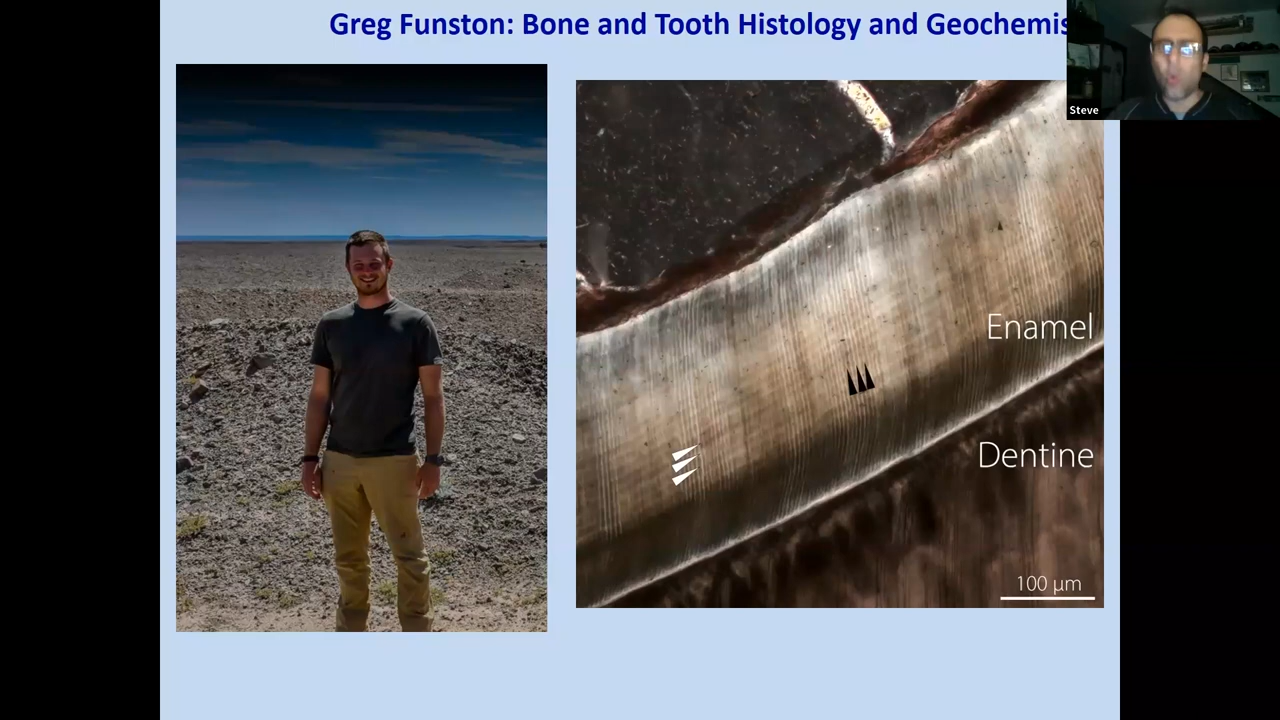 Greg Funston: Bone and Tooth Histology and Geochemis
Steve
Enamel
Dentine
100 µm